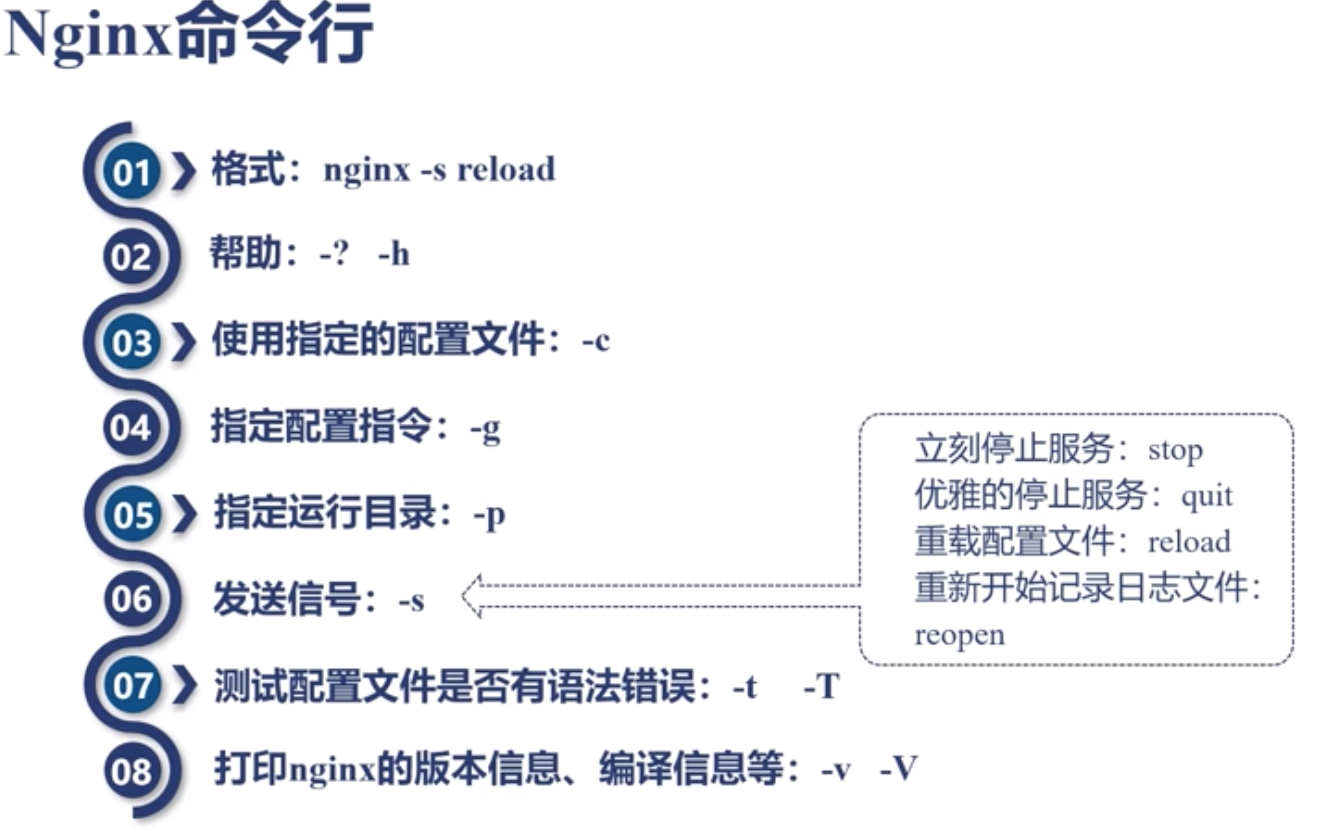 Nginx命令行
01 格式：nginx -s reload
02 帮助：-? -h
03 使用指定的配置文件：-c
04 指定配置指令：-g
05 指定运行目录：-p
06 发送信号：-s
立刻停止服务：stop
优雅的停止服务：quit
重载配置文件：reload
重新开始记录日志文件：
reopen
07 测试配置文件是否有语法错误：-t -T
08 打印nginx的版本信息、编译信息等：-v -V